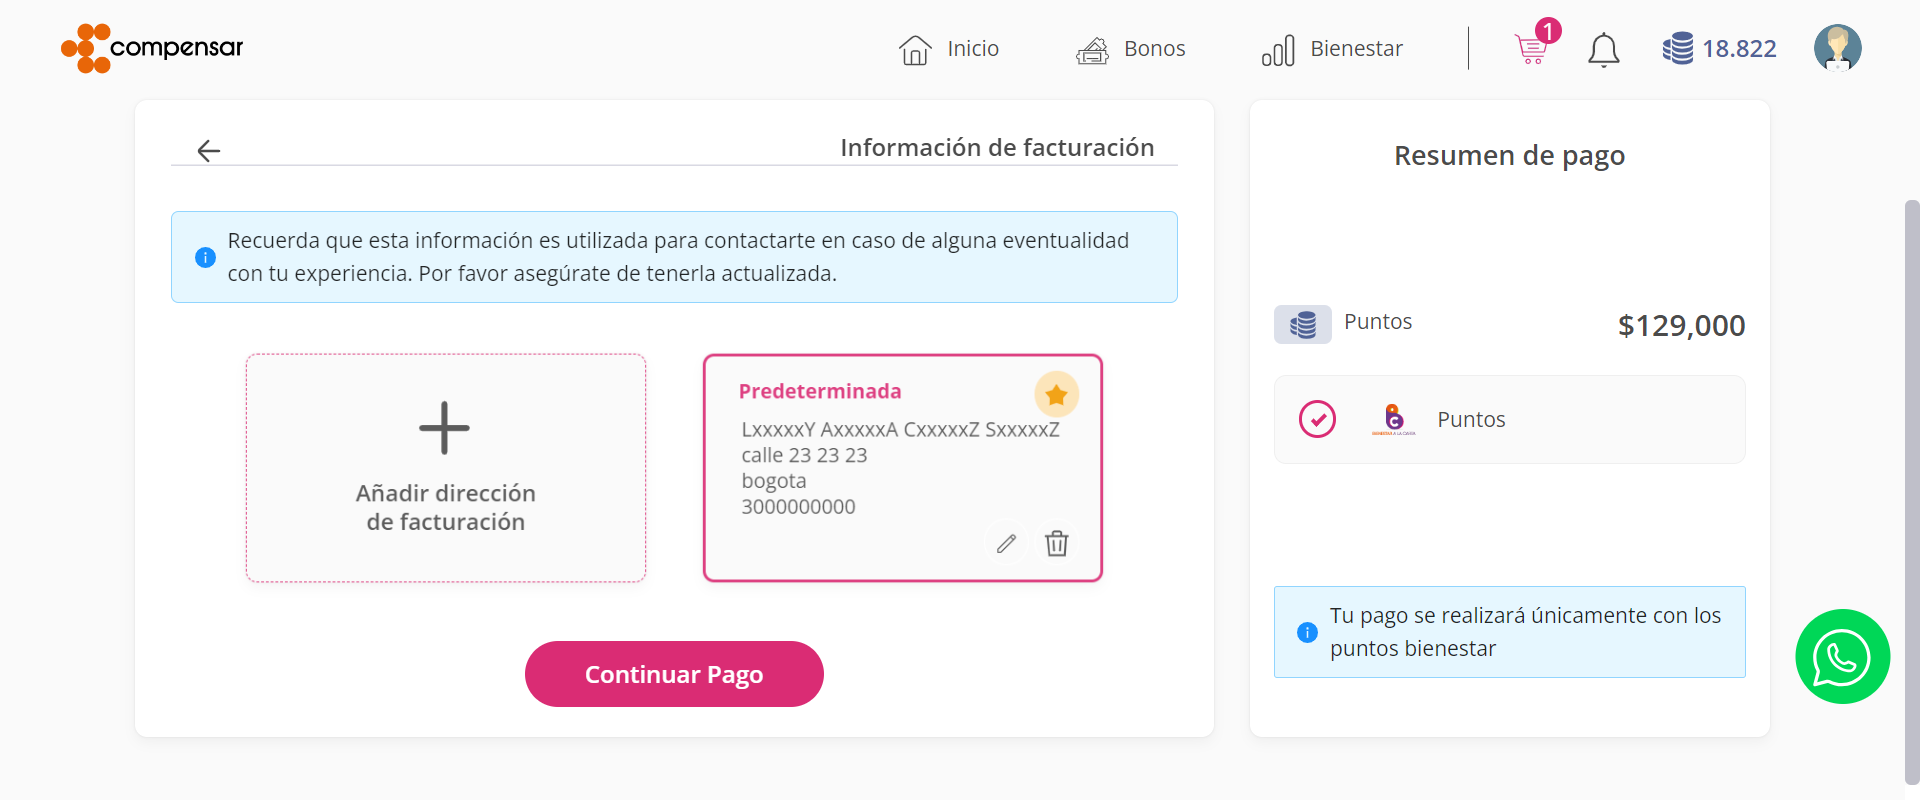 compensar
Inicio
Bonos
Bienestar
1
18.822
Información de facturación
Recuerda que esta información es utilizada para contactarte en caso de alguna eventualidad
con tu experiencia. Por favor asegúrate de tenerla actualizada.
Añadir dirección
de facturación
Predeterminada
LxxxxxY AxxxxxA CxxxxxZ SxxxxxZ
calle 23 23 23
bogota
3000000000
Continuar Pago
Resumen de pago
Puntos
$129,000
Puntos
Tu pago se realizará únicamente con los
puntos bienestar